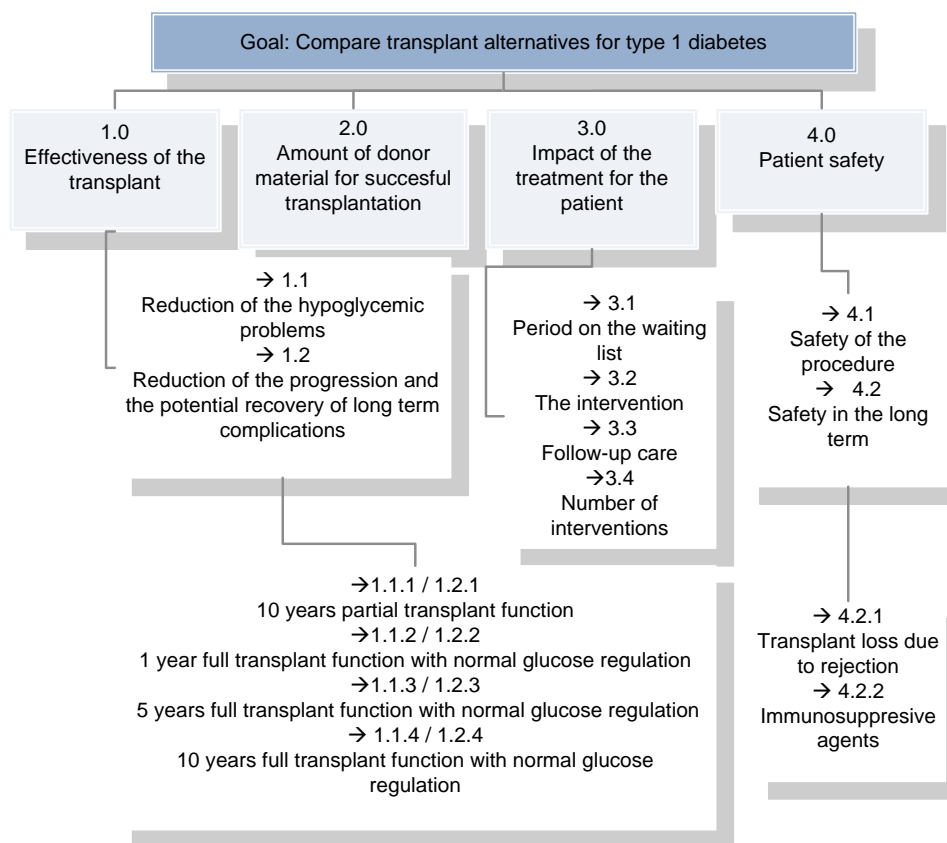 Goal: Compare transplant alternatives for type 1 diabetes
1.0
Effectiveness of the
transplant
2.0
Amount of donor
material for succesful
transplantation
3.0
Impact of the
treatment for the
patient
4.0
Patient safety
→ 1.1
Reduction of the hypoglycemic
problems
→ 1.2
Reduction of the progression and
the potential recovery of long term
complications
→ 3.1
Period on the waiting
list
→ 3.2
The intervention
→ 3.3
Follow-up care
→3.4
Number of
interventions
→ 4.1
Safety of the
procedure
→ 4.2
Safety in the long
term
→1.1.1 / 1.2.1
10 years partial transplant function
→1.1.2 / 1.2.2
1 year full transplant function with normal glucose regulation
→1.1.3 / 1.2.3
5 years full transplant function with normal glucose regulation
→ 1.1.4 / 1.2.4
10 years full transplant function with normal glucose
regulation
→ 4.2.1
Transplant loss due
to rejection
→ 4.2.2
Immunosuppresive
agents